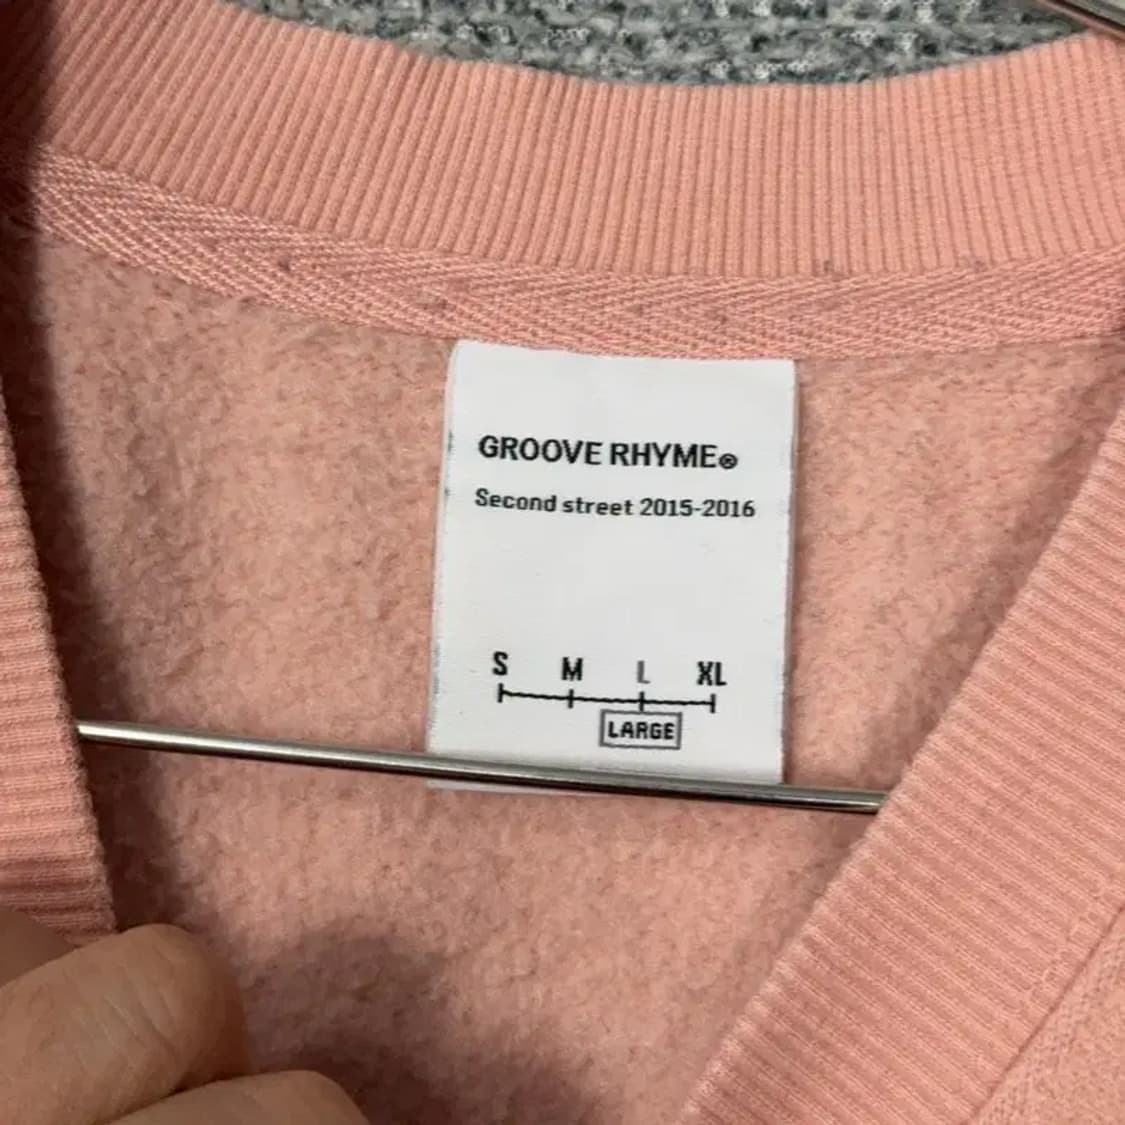 GROOVE RHYME®
Second street 2015-2016
S M L XL
LARGE